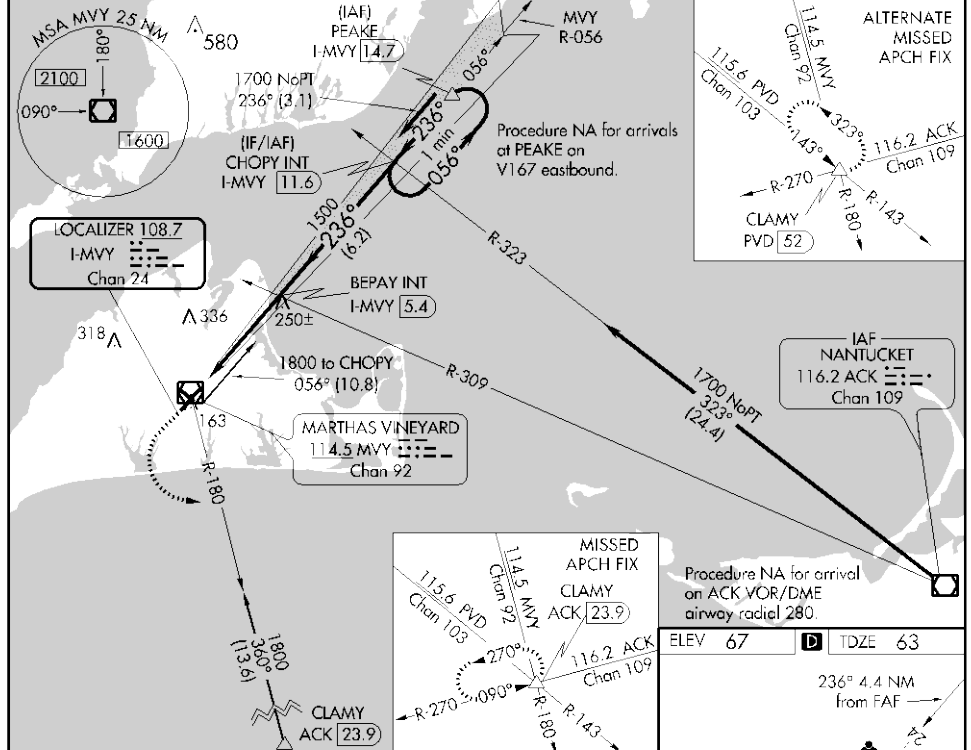 MSA MVY 25 NM
180°
2100
090°
1600
580
(IAF)
PEAKE
I-MVY 14.7
1700 NoPT
236° (3.1)
(IF/IAF)
CHOPY INT
I-MVY 11.6
MVY
R-056
056°
236°
1 min
056°
Procedure NA for arrivals
at PEAKE on
V167 eastbound.
ALTERNATE
MISSED
APCH FIX
114.5 MVY
Chan 92
115.6 PVD
Chan 103
323°
143°
116.2 ACK
Chan 109
R-270
R-180
R-143
CLAMY
PVD 52
LOCALIZER 108.7
I-MVY
Chan 24
1500
236°
(6.2)
BEPAY INT
I-MVY 5.4
250±
336
318
R-323
R-309
1800 to CHOPY
056° (10.8)
163
MARTHAS VINEYARD
114.5 MVY
Chan 92
1700 NoPT
323°
(24.4)
IAF
NANTUCKET
116.2 ACK
Chan 109
R-180
1800
360°
(13.6)
CLAMY
ACK 23.9
MISSED
APCH FIX
CLAMY
ACK 23.9
114.5 MVY
Chan 92
115.6 PVD
Chan 103
270°
090°
116.2 ACK
Chan 109
R-270
R-180
R-143
Procedure NA for arrival
on ACK VOR/DME
airway radial 280.
ELEV 67
D
TDZE 63
236° 4.4 NM
from FAF
24